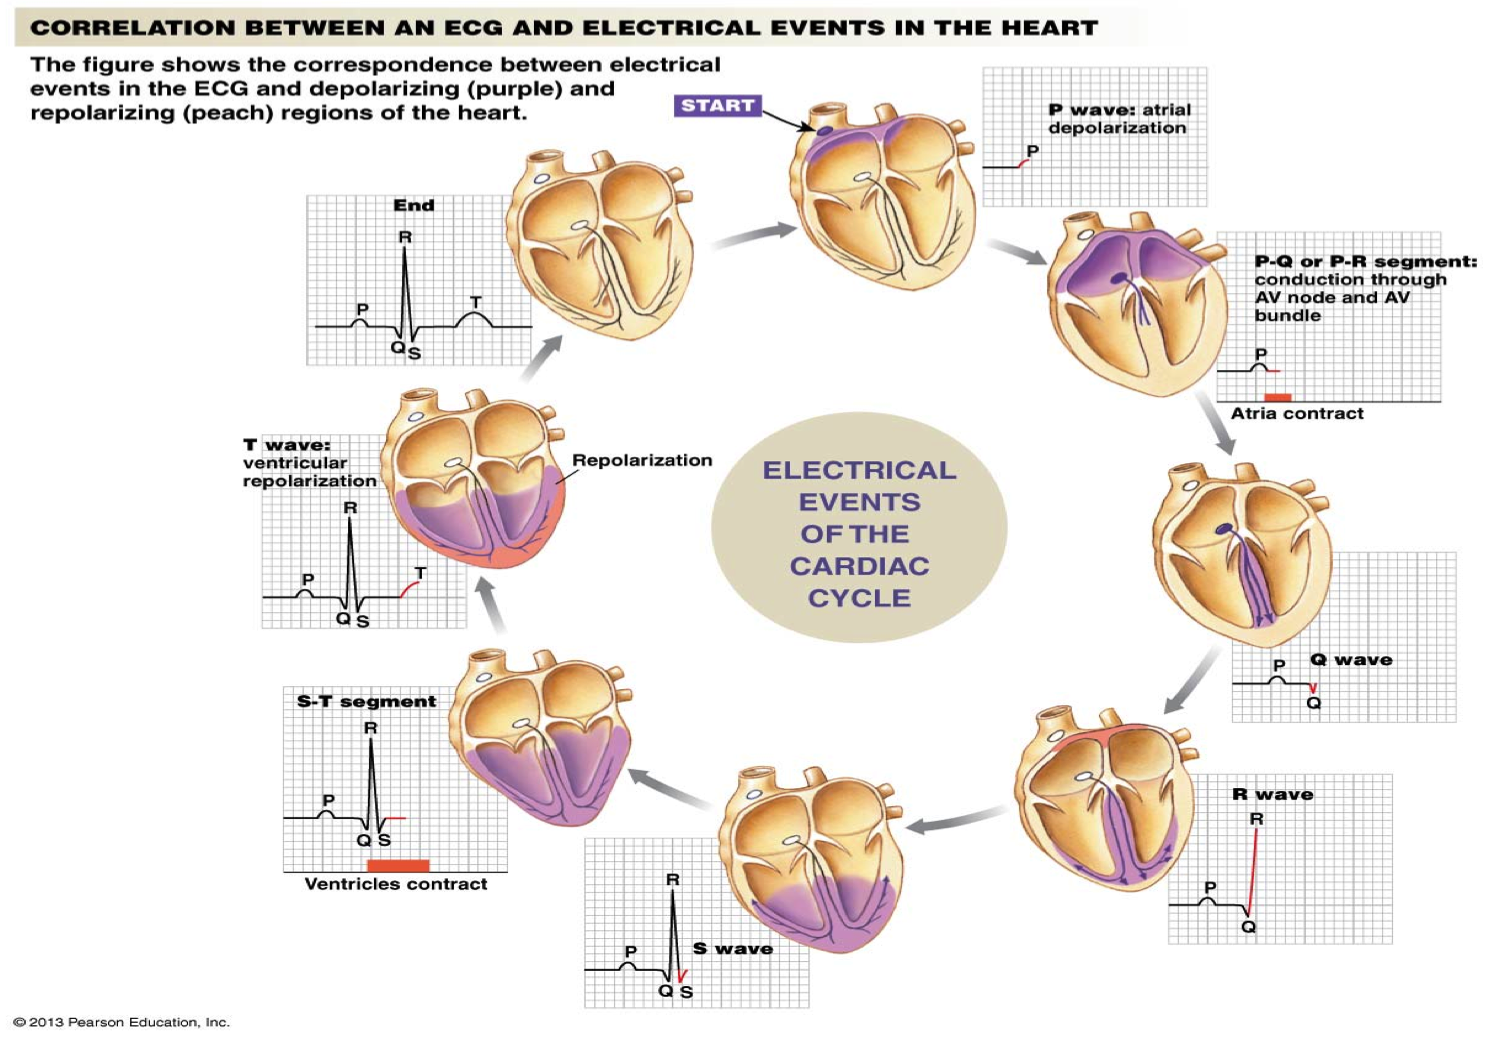 CORRELATION BETWEEN AN ECG AND ELECTRICAL EVENTS IN THE HEART
The figure shows the correspondence between electrical
events in the ECG and depolarizing (purple) and
repolarizing (peach) regions of the heart.
START
P wave: atrial
depolarization
P
P-Q or P-R segment:
conduction through
AV node and AV
bundle
P
Atria contract
P
Q wave
Q
R wave
R
P
Q
R
P
S wave
Q S
S-T segment
R
P
Q S
Ventricles contract
T wave:
ventricular
repolarization
Repolarization
R
P
T
Q S
End
R
P
T
Q S
ELECTRICAL
EVENTS
OF THE
CARDIAC
CYCLE
© 2013 Pearson Education, Inc.